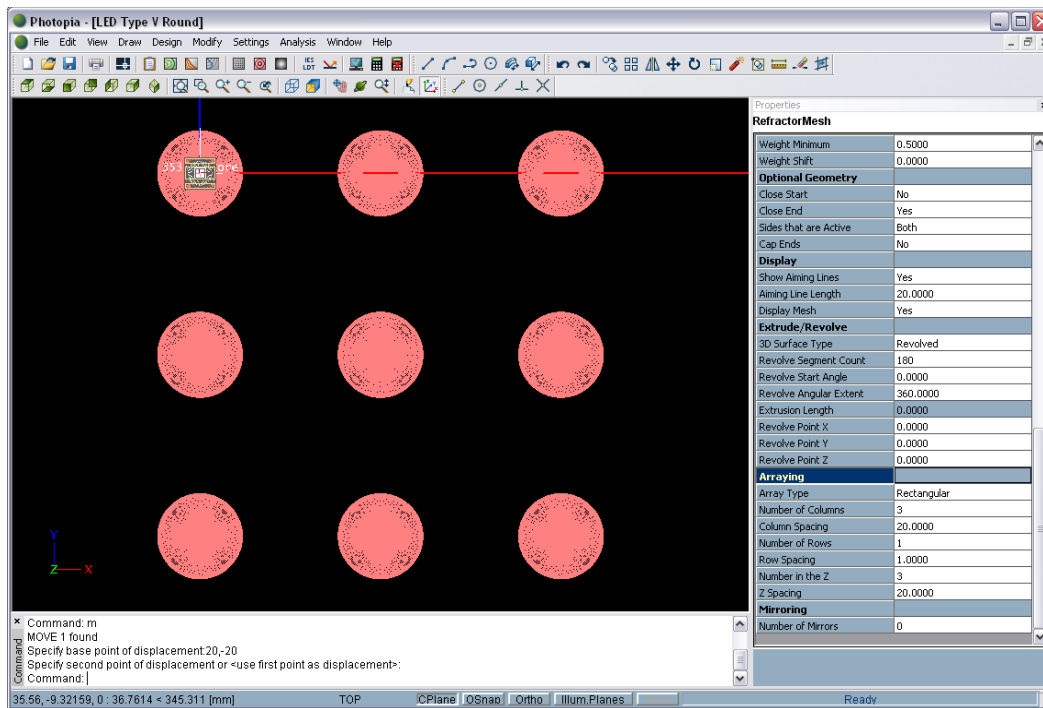 Photopia - [LED Type V Round]
File Edit View Draw Design Modify Settings Analysis Window Help
IES
LDT
Properties
RefractorMesh
Weight Minimum 0.5000
Weight Shift 0.0000
Optional Geometry
Close Start No
Close End Yes
Sides that are Active Both
Cap Ends No
Display
Show Aiming Lines Yes
Aiming Line Length 20.0000
Display Mesh Yes
Extrude/Revolve
3D Surface Type Revolved
Revolve Segment Count 180
Revolve Start Angle 0.0000
Revolve Angular Extent 360.0000
Extrusion Length 0.0000
Revolve Point X 0.0000
Revolve Point Y 0.0000
Revolve Point Z 0.0000
Arraying
Array Type Rectangular
Number of Columns 3
Column Spacing 20.0000
Number of Rows 1
Row Spacing 1.0000
Number in the Z 3
Z Spacing 20.0000
Mirroring
Number of Mirrors 0
Y
Z X
Command
Command: m
MOVE 1 found
Specify base point of displacement:20,-20
Specify second point of displacement or <use first point as displacement>:
Command:
35.56, -9.32159, 0 : 36.7614 < 345.311 [mm] TOP CPlane OSnap Ortho Illum.Planes Ready